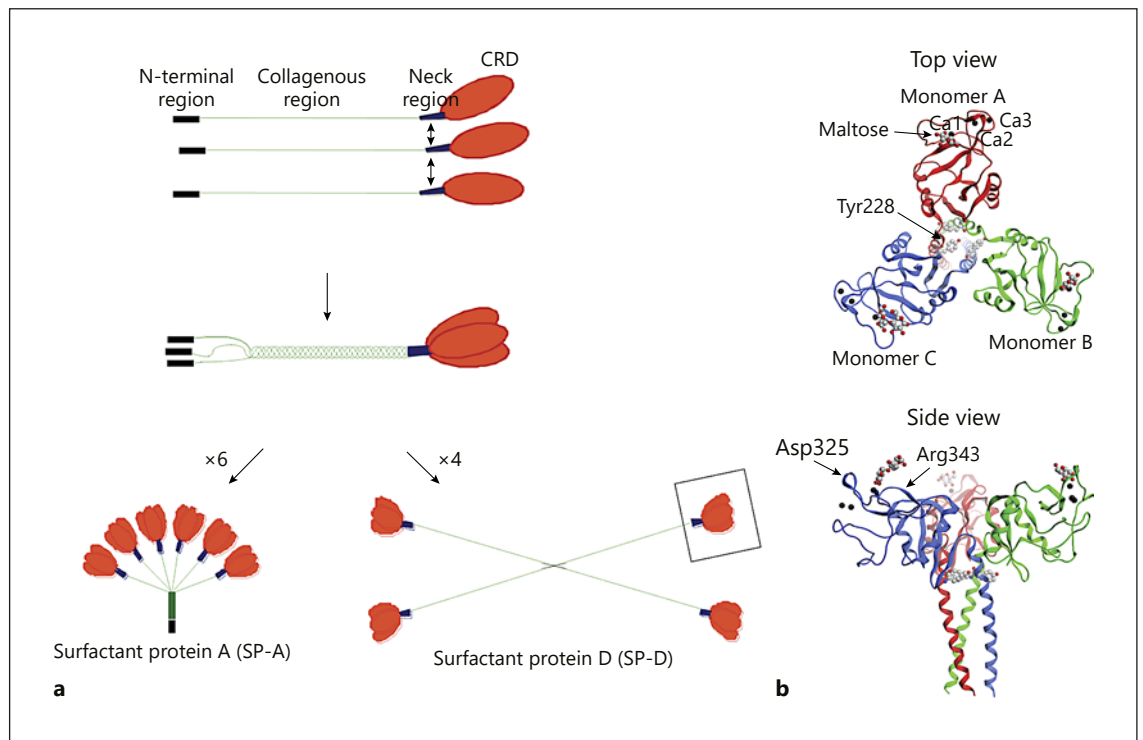 N-terminal
region
Collagenous
region
Neck
region
CRD
×6
×4
Surfactant protein A (SP-A)
Surfactant protein D (SP-D)
a
Top view
Monomer A
Ca1
Ca3
Maltose
Ca2
Tyr228
Monomer B
Monomer C
Side view
Asp325
Arg343
b